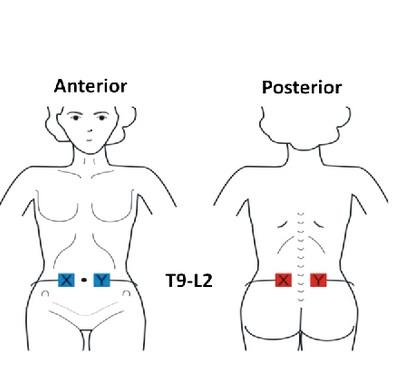 Anterior Posterior
X Y T9-L2 X Y